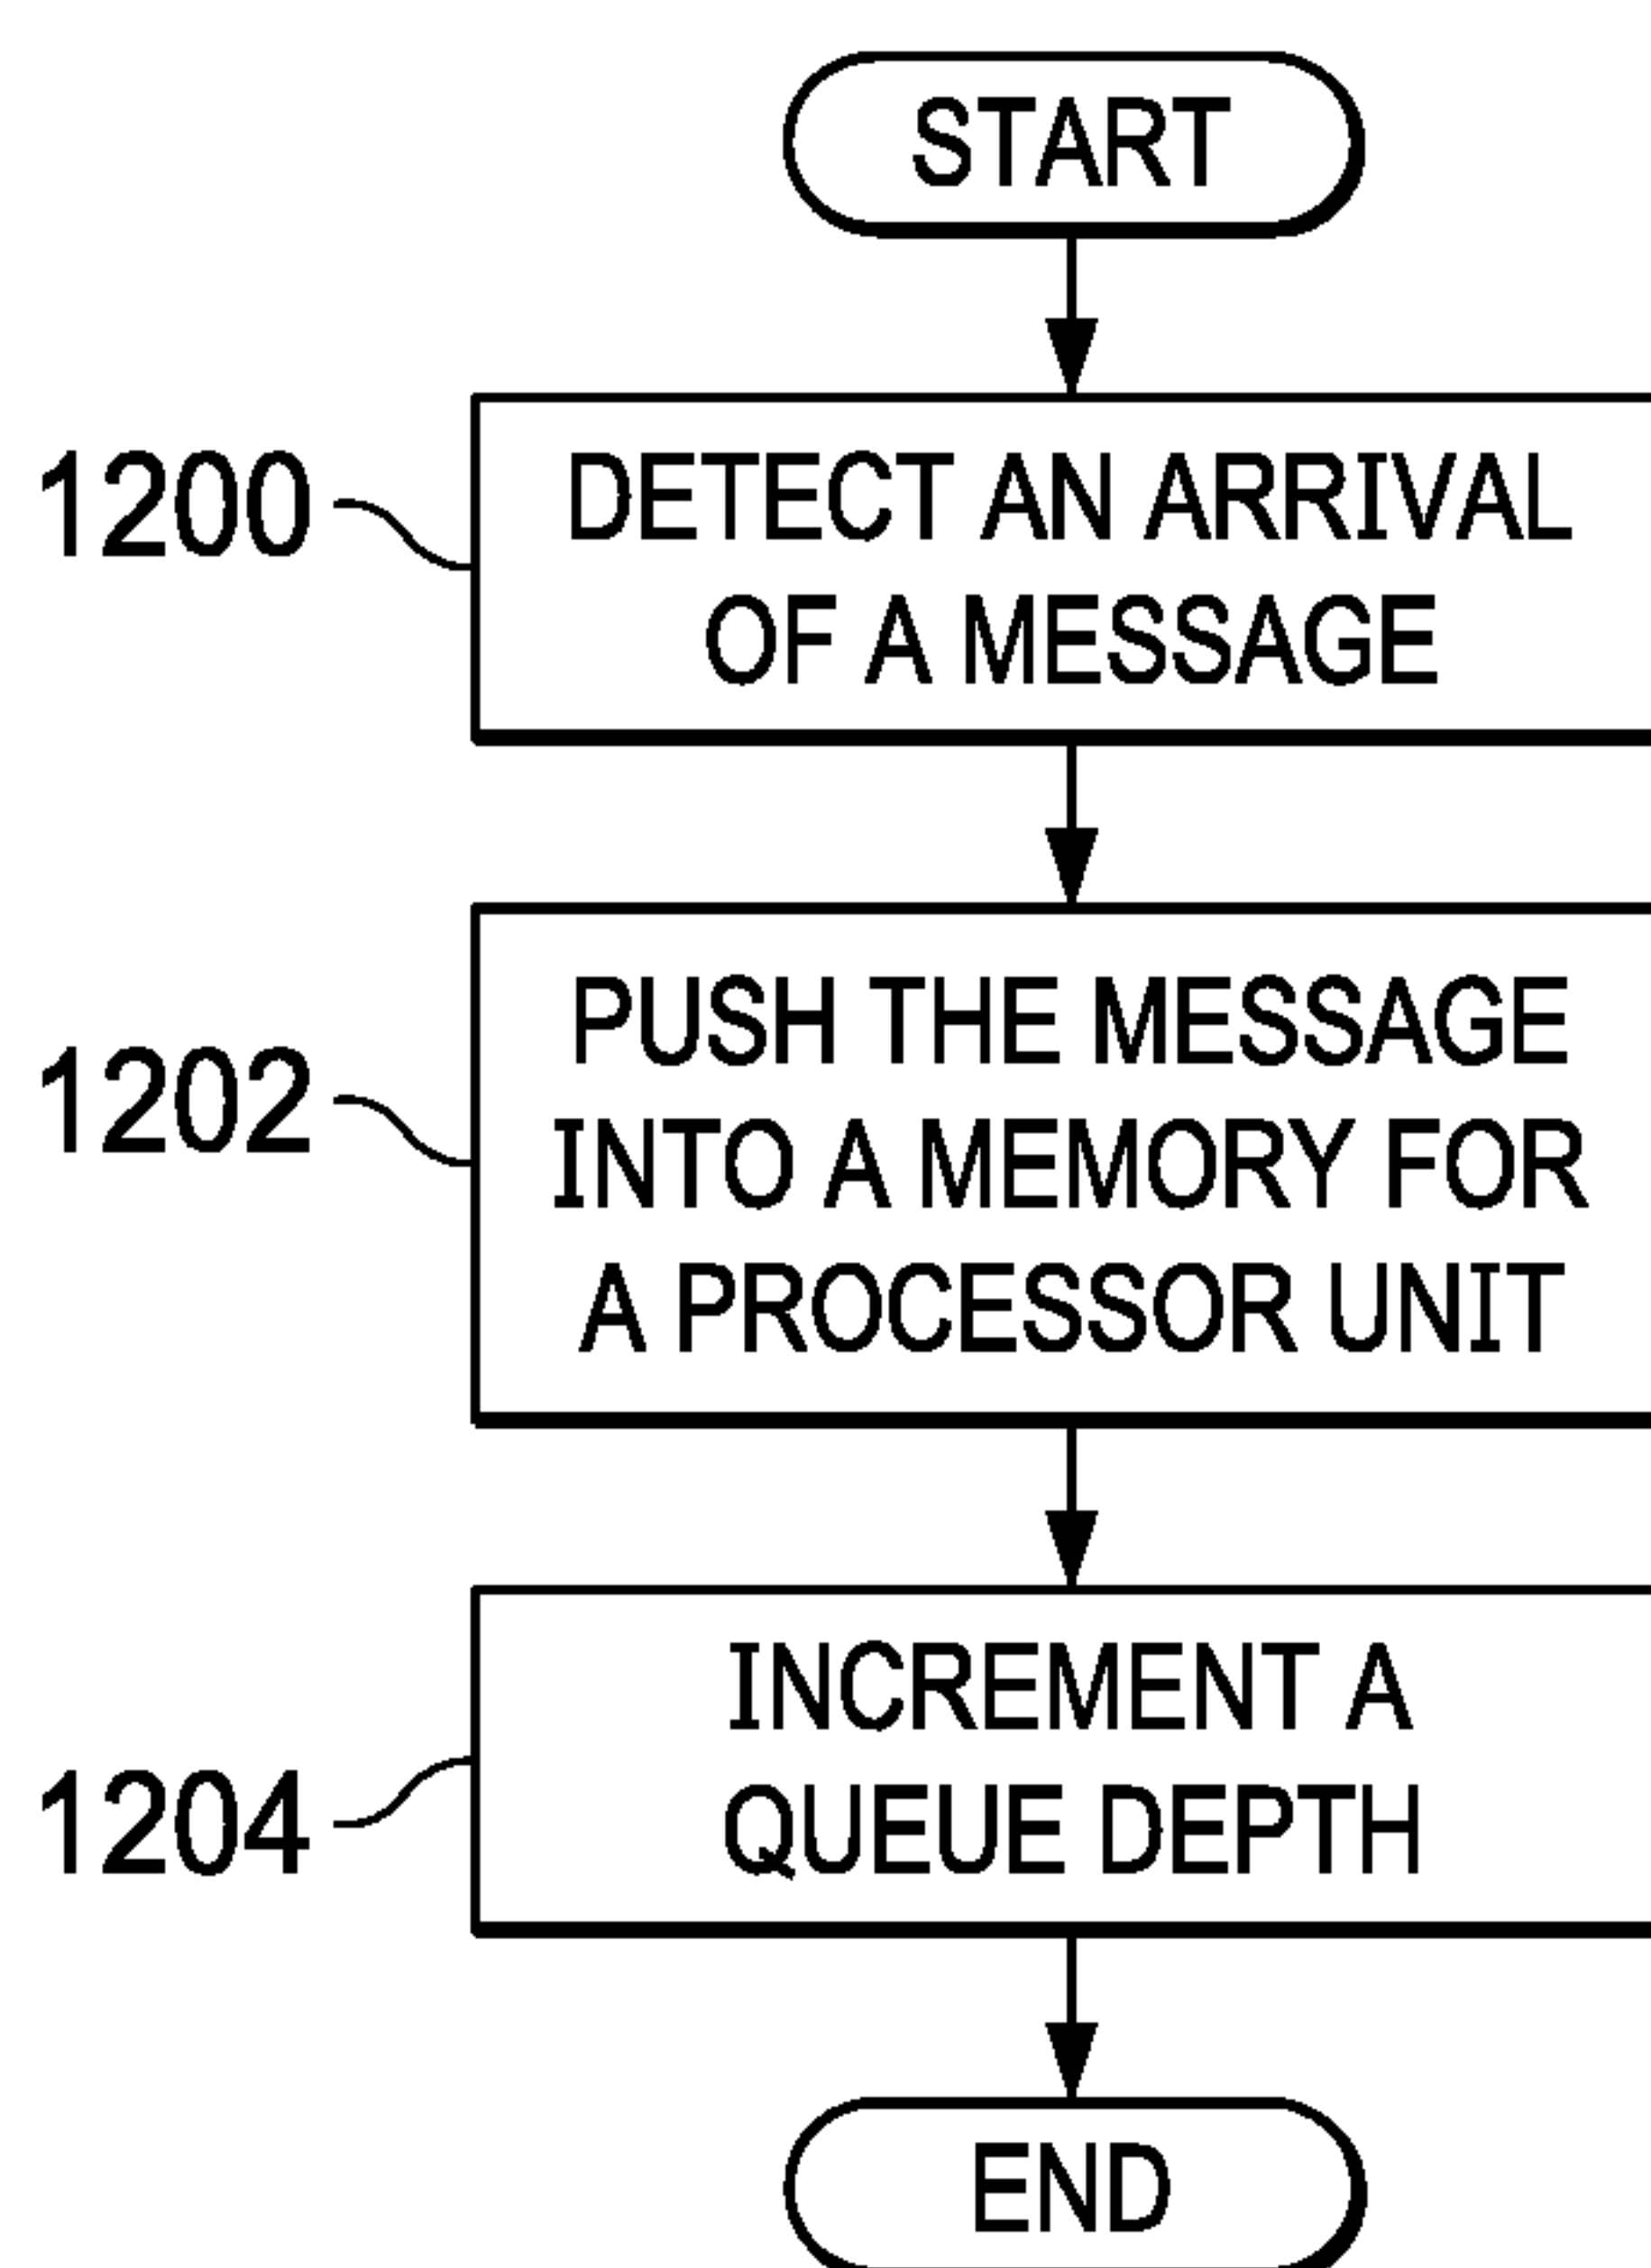 START
1200
DETECT AN ARRIVAL
OF A MESSAGE
1202
PUSH THE MESSAGE
INTO A MEMORY FOR
A PROCESSOR UNIT
1204
INCREMENT A
QUEUE DEPTH
END